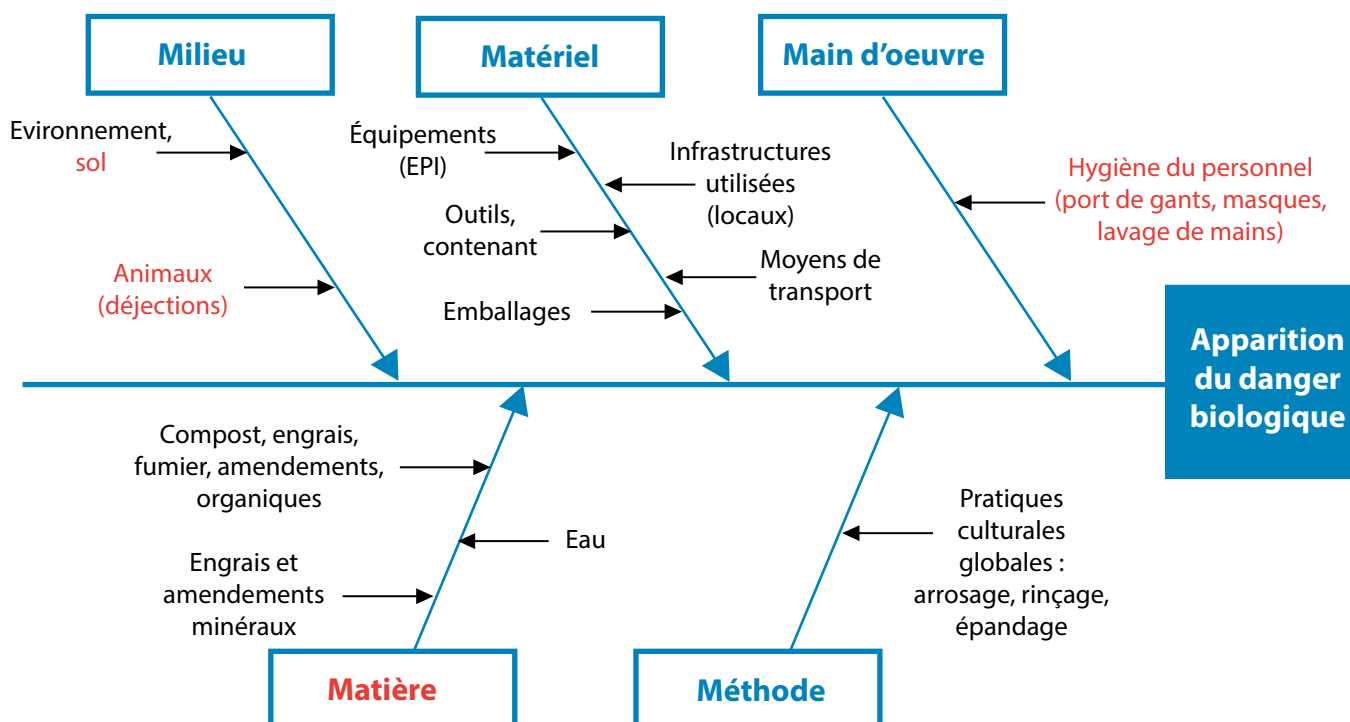 Milieu
Matériel
Main d'oeuvre
Evironnement,
sol
Animaux
(déjections)
Équipements
(EPI)
Infrastructures
utilisées
(locaux)
Outils,
contenant
Moyens de
transport
Emballages
Hygiène du personnel
(port de gants, masques,
lavage de mains)
Apparition
du danger
biologique
Compost, engrais,
fumier, amendements,
organiques
Eau
Engrais et
amendements
minéraux
Pratiques
culturales
globales :
arrosage, rinçage,
épandage
Matière
Méthode